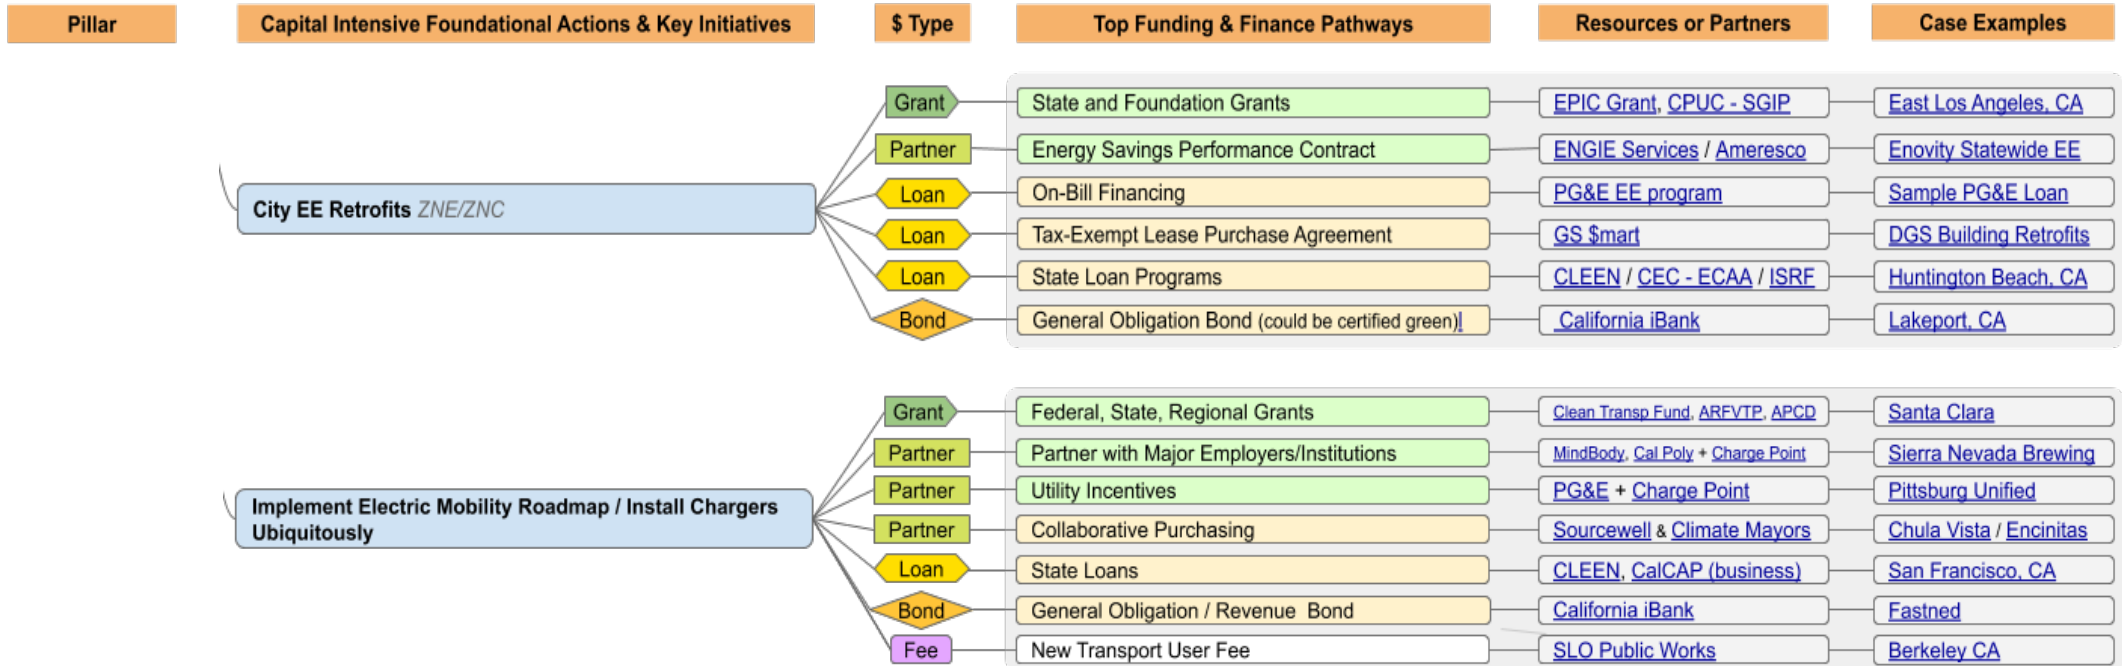 Pillar Capital Intensive Foundational Actions & Key Initiatives $ Type Top Funding & Finance Pathways Resources or Partners Case Examples
Grant State and Foundation Grants EPIC Grant, CPUC - SGIP East Los Angeles, CA
Partner Energy Savings Performance Contract ENGIE Services / Ameresco Enovity Statewide EE
Loan On-Bill Financing PG&E EE program Sample PG&E Loan
City EE Retrofits ZNE/ZNC
Loan Tax-Exempt Lease Purchase Agreement GS $mart DGS Building Retrofits
Loan State Loan Programs CLEEN / CEC - ECAA / ISRF Huntington Beach, CA
Bond General Obligation Bond (could be certified green) California iBank Lakeport, CA
Grant Federal, State, Regional Grants Clean Transp Fund, ARFVTP, APCD Santa Clara
Partner Partner with Major Employers/Institutions MindBody, Cal Poly + Charge Point Sierra Nevada Brewing
Partner Utility Incentives PG&E + Charge Point Pittsburg Unified
Implement Electric Mobility Roadmap / Install Chargers
Ubiquitously
Partner Collaborative Purchasing Sourcewell & Climate Mayors Chula Vista / Encinitas
Loan State Loans CLEEN, CalCAP (business) San Francisco, CA
Bond General Obligation / Revenue Bond California iBank Fastned
Fee New Transport User Fee SLO Public Works Berkeley CA